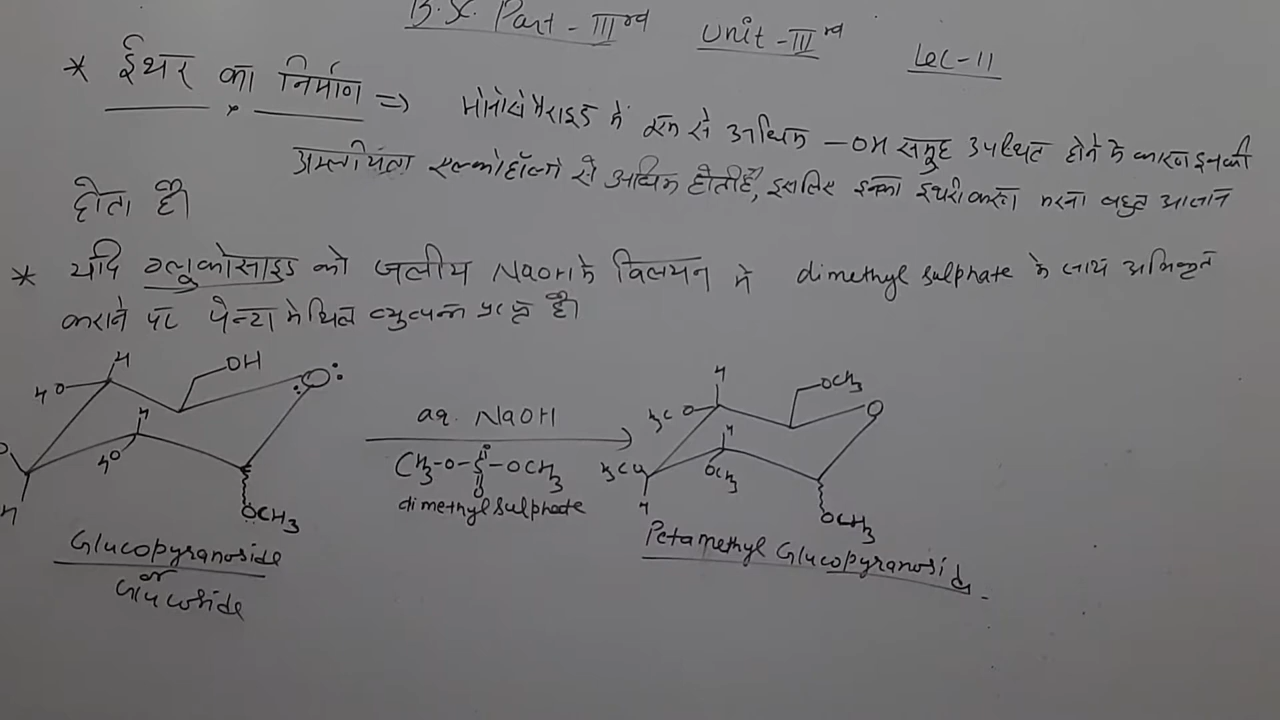 B.Sc. Part-III rd Unit-III rd Lec-11
* ईथर का निर्माण => मोनोसैकेराइड में एक से अधिक -OH समूह उपस्थित होने के कारण इनकी
अम्लीयता एल्कोहॉलो से अधिक होती है, इसलिए इनका ईथरीकरण करना बहुत आसान
होता है।
* यदि ग्लूकोसाइड को जलीय NaOH के विलयन में dimethyl sulphate के साथ अभिकृत
कराने पर पेन्टा मेथिल व्युत्पन्न प्राप्त है।
H OH O
HO H HO
H OCH3
Glucopyranoside
or
Glucoside
aq. NaOH
CH3-O-S-OCH3
O O
dimethyl sulphate
H OCH3 O
H3CO H
H3CO OCH3
H OCH3
Petamethyl Glucopyranoside